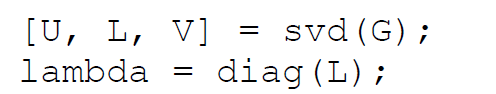 [U, L, V] = svd(G);
lambda = diag(L);